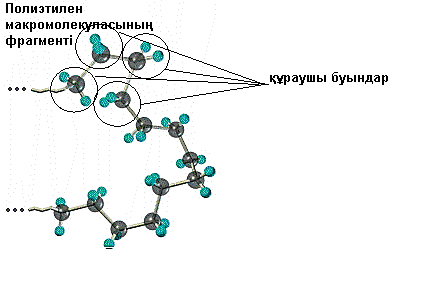 Полиэтилен
макромолекуласының
фрагменті
құраушы буындар